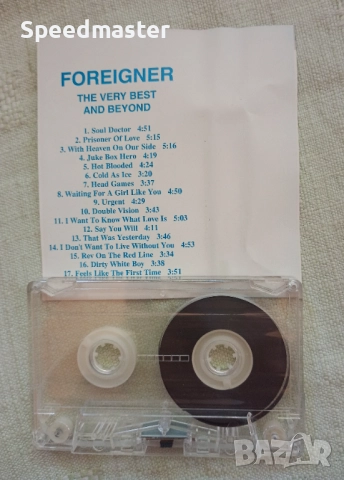 Speedmaster
FOREIGNER
THE VERY BEST
AND BEYOND
1. Soul Doctor 4:51
2. Prisoner Of Love 5:15
3. With Heaven On Our Side 5:16
4. Juke Box Hero 4:19
5. Hot Blooded 4:24
6. Cold As Ice 3:20
7. Head Games 3:37
8. Waiting For A Girl Like You 4:50
9. Urgent 4:29
10. Double Vision 3:43
11. I Want To Know What Love Is 5:03
12. Say You Will 4:11
13. That Was Yesterday 3:46
14. I Don't Want To Live Without You 4:53
15. Rev On The Red Line 3:34
16. Dirty White Boy 3:38
17. Feels Like The First Time 3:51
BAZAR